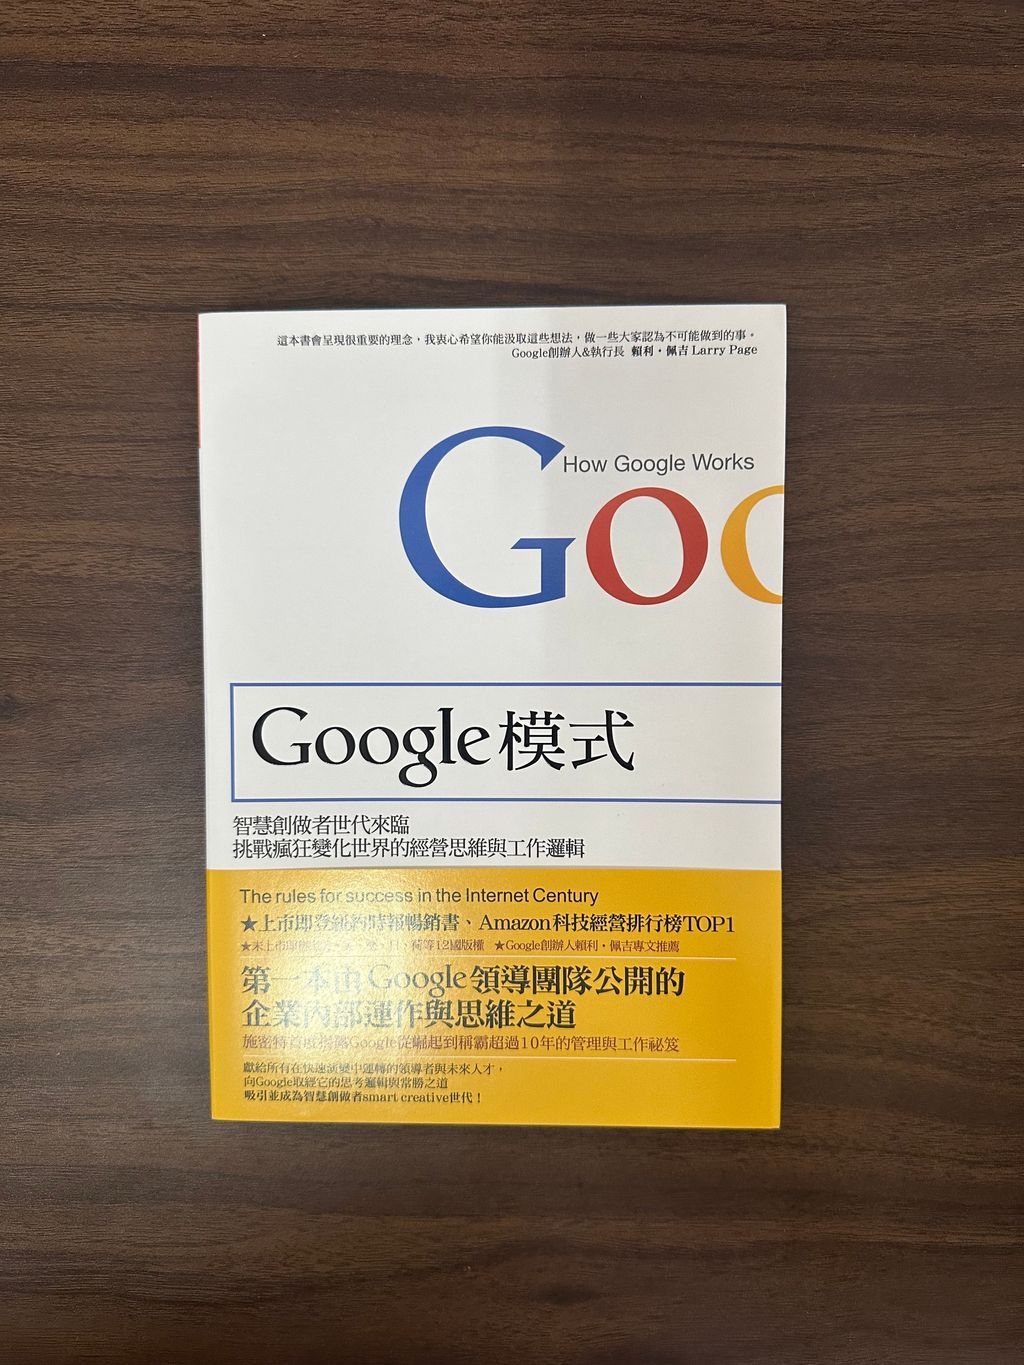 這本書會呈現很重要的理念，我衷心希望你能汲取這些想法，做一些大家認為不可能做到的事。
Google創辦人&執行長 賴利・佩吉 Larry Page
How Google Works
Goo
Google模式
智慧創做者世代來臨
挑戰瘋狂變化世界的經營思維與工作邏輯
The rules for success in the Internet Century
★上市即登紐約時報暢銷書、Amazon科技經營排行榜TOP1
★未上市即 日、荷等12國版權 ★Google創辦人賴利・佩吉專文推薦
第一本由Google領導團隊公開的
企業內部運作與思維之道
施密特首度 Google從崛起到稱霸超過10年的管理與工作祕笈
獻給所有在快速演變中運轉的領導者與未來人才，
向Google取經它的思考邏輯與常勝之道
吸引並成為智慧創做者smart creative世代！